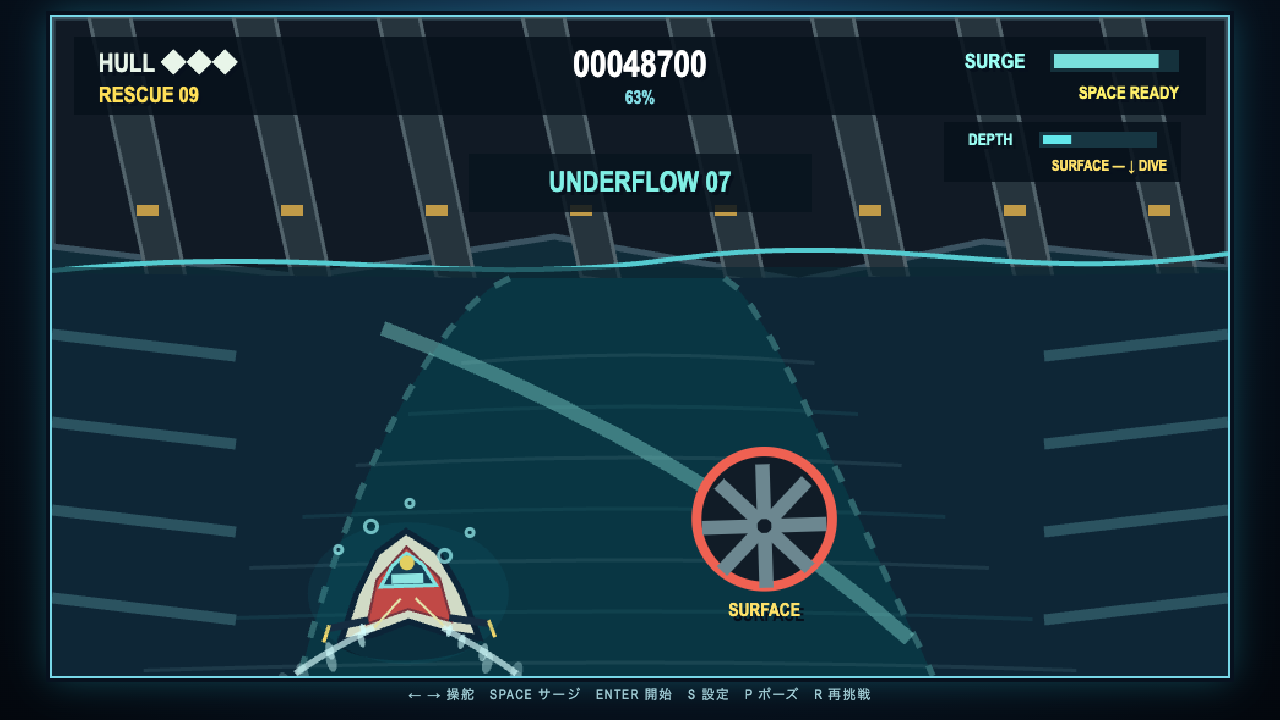 HULL
RESCUE 09
00048700
63%
SURGE
SPACE READY
DEPTH
SURFACE — ↓ DIVE
UNDERFLOW 07
SURFACE
← → 操舵 SPACE サージ ENTER 開始 S 設定 P ポーズ R 再挑戦